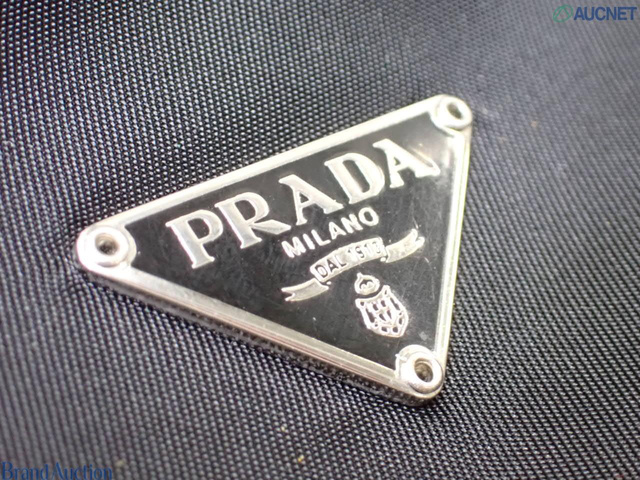 AUCNET
PRADA
MILANO
DAL 1913
Brand Auction